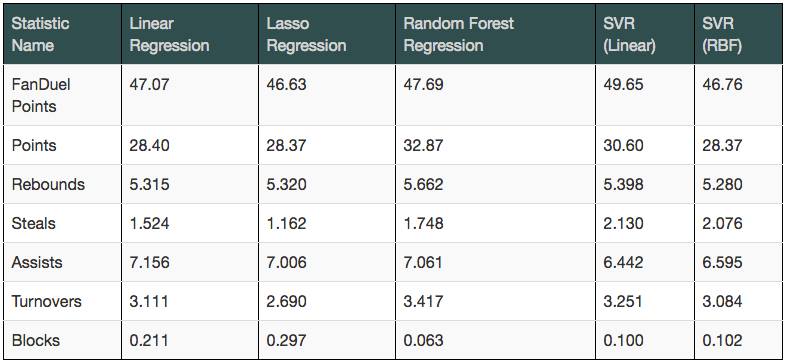 Statistic Name | Linear Regression | Lasso Regression | Random Forest Regression | SVR (Linear) | SVR (RBF)
FanDuel Points | 47.07 | 46.63 | 47.69 | 49.65 | 46.76
Points | 28.40 | 28.37 | 32.87 | 30.60 | 28.37
Rebounds | 5.315 | 5.320 | 5.662 | 5.398 | 5.280
Steals | 1.524 | 1.162 | 1.748 | 2.130 | 2.076
Assists | 7.156 | 7.006 | 7.061 | 6.442 | 6.595
Turnovers | 3.111 | 2.690 | 3.417 | 3.251 | 3.084
Blocks | 0.211 | 0.297 | 0.063 | 0.100 | 0.102